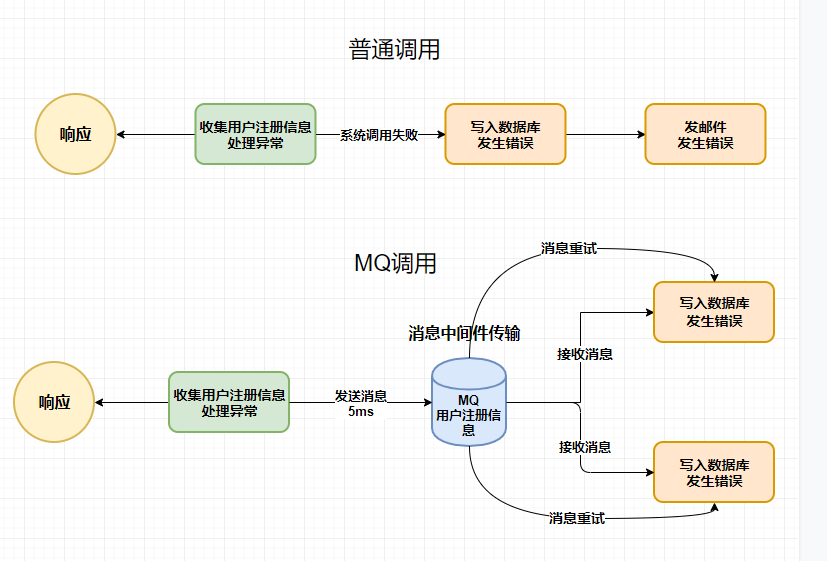 普通调用
响应
收集用户注册信息
处理异常
系统调用失败
写入数据库
发生错误
发邮件
发生错误
MQ调用
消息重试
消息中间件传输
写入数据库
发生错误
接收消息
响应
收集用户注册信息
处理异常
发送消息
5ms
MQ
用户注册信
息
接收消息
写入数据库
发生错误
消息重试